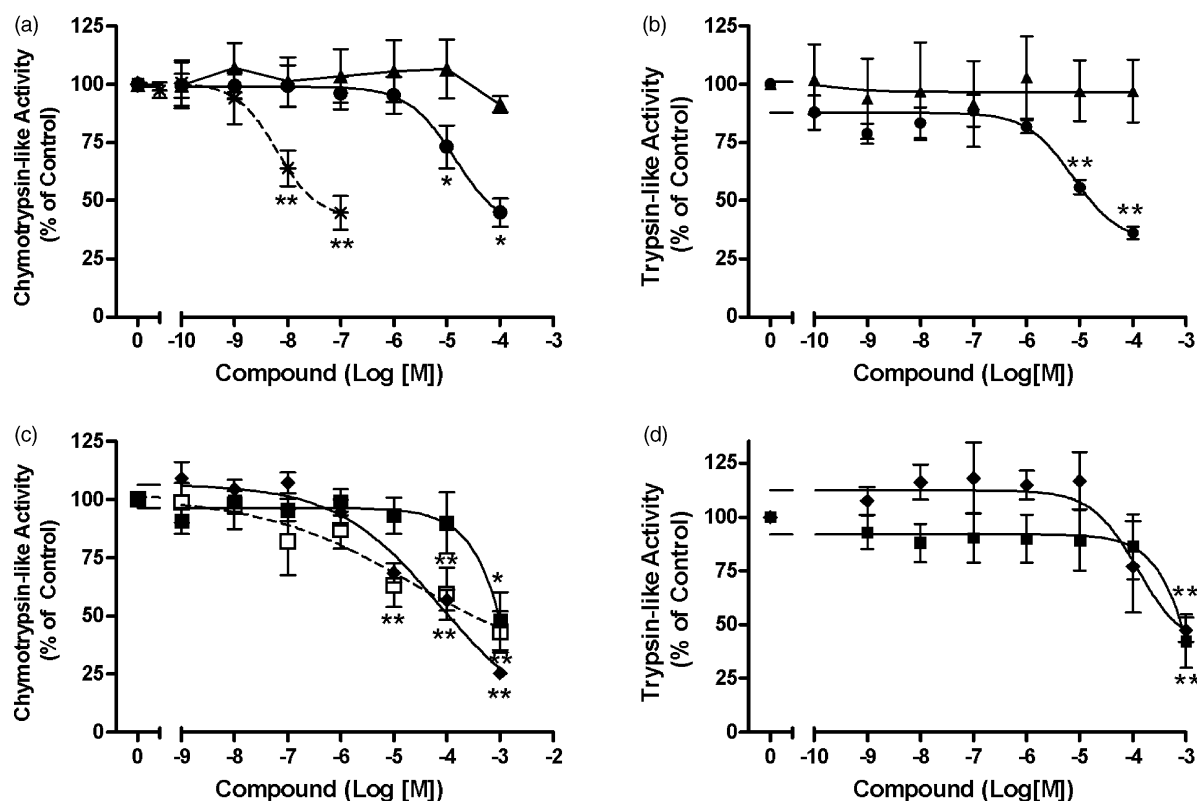 (a)
125
100
75
50
25
0
Chymotrypsin-like Activity
(% of Control)
**
**
*
*
0 -10 -9 -8 -7 -6 -5 -4 -3 -2
Compound (Log [M])
(b)
125
100
75
50
25
0
Trypsin-like Activity
(% of Control)
**
**
0 -10 -9 -8 -7 -6 -5 -4 -3
Compound (Log[M])
(c)
125
100
75
50
25
0
Chymotrypsin-like Activity
(% of Control)
**
*
**
**
**
**
0 -9 -8 -7 -6 -5 -4 -3 -2
Compound (Log [M])
(d)
125
100
75
50
25
0
Trypsin-like Activity
(% of Control)
**
**
0 -10 -9 -8 -7 -6 -5 -4 -3
Compound (Log[M])